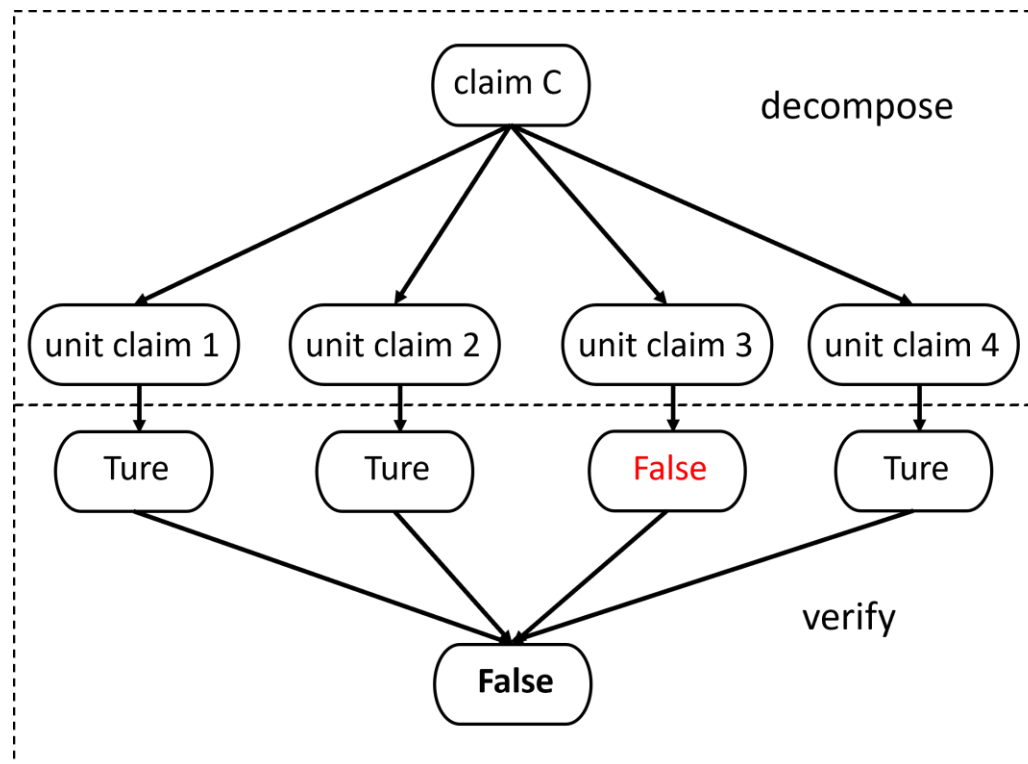 claim C
decompose
unit claim 1
unit claim 2
unit claim 3
unit claim 4
Ture
Ture
False
Ture
verify
False